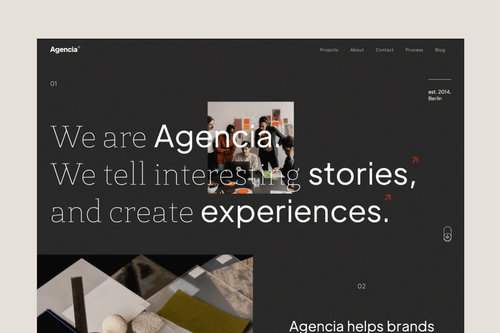 Agencia®
Projects About Contact Process Blog
01
est. 2014.
Berlin
We are Agencia.
We tell interesting stories,
and create experiences.
02
Agencia helps brands